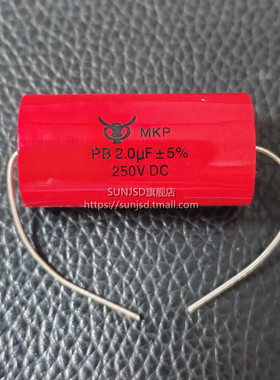 MKP
PB 2.0μF ± 5%
250V DC
SUNJSD旗舰店
https://sunjsd.tmall.com